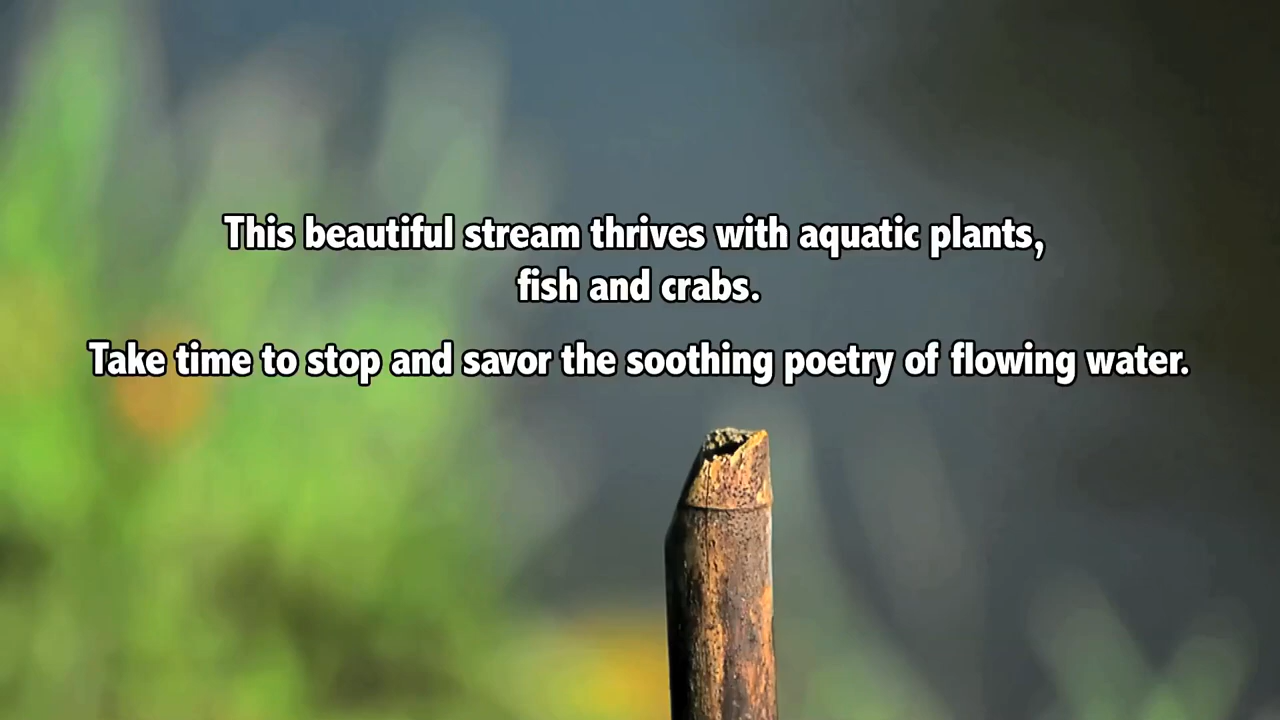 This beautiful stream thrives with aquatic plants,
fish and crabs.
Take time to stop and savor the soothing poetry of flowing water.